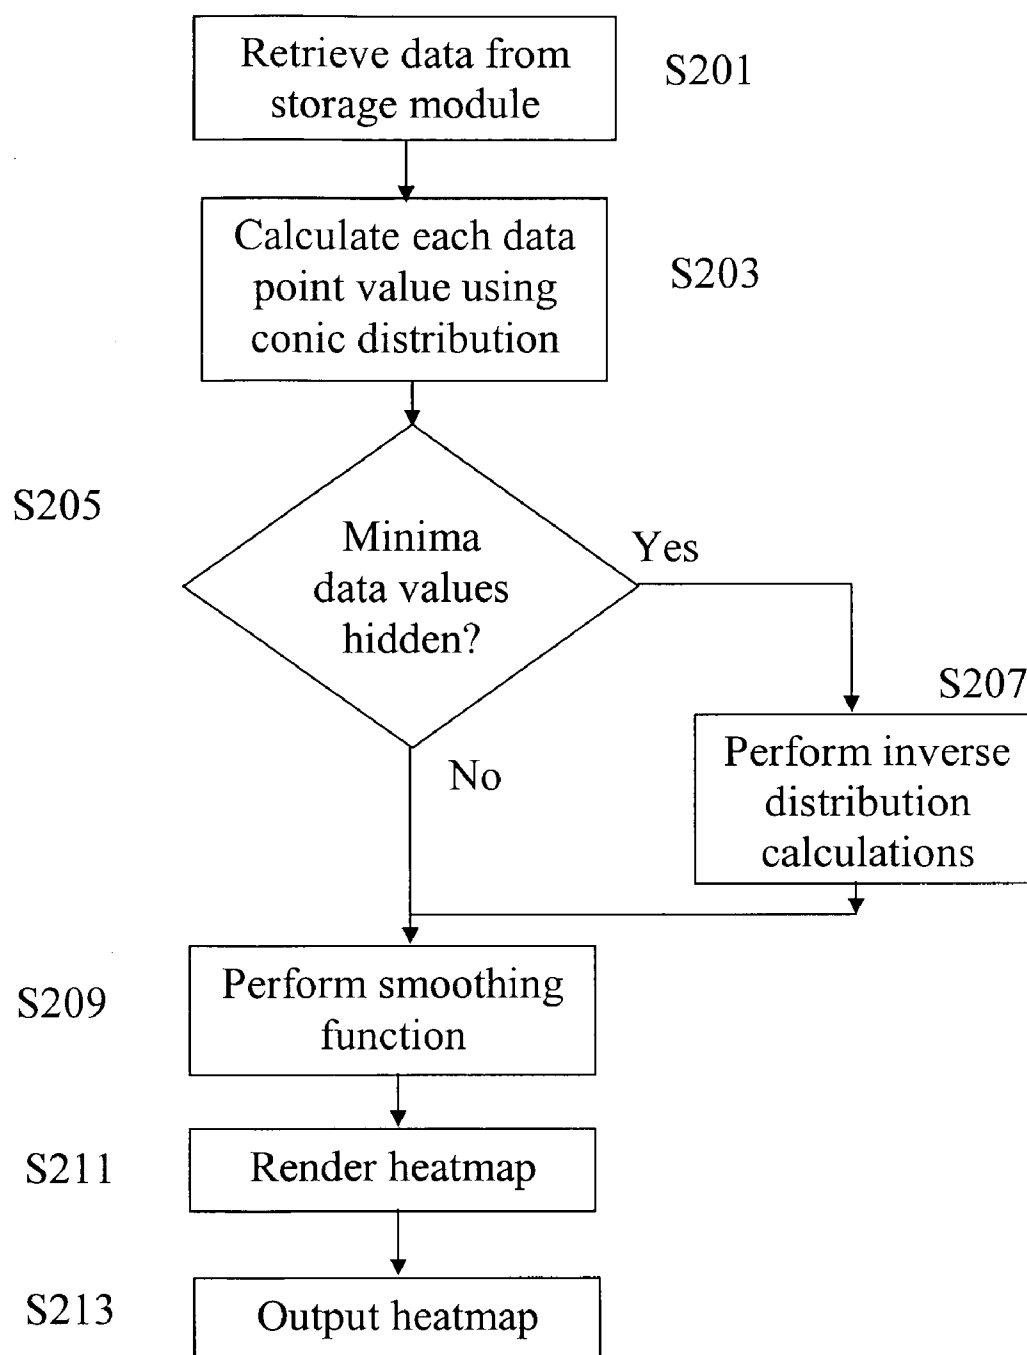 Retrieve data from
storage module
S201
Calculate each data
point value using
conic distribution
S203
S205
Minima
data values
hidden?
Yes
S207
Perform inverse
distribution
calculations
No
S209
Perform smoothing
function
S211
Render heatmap
S213
Output heatmap